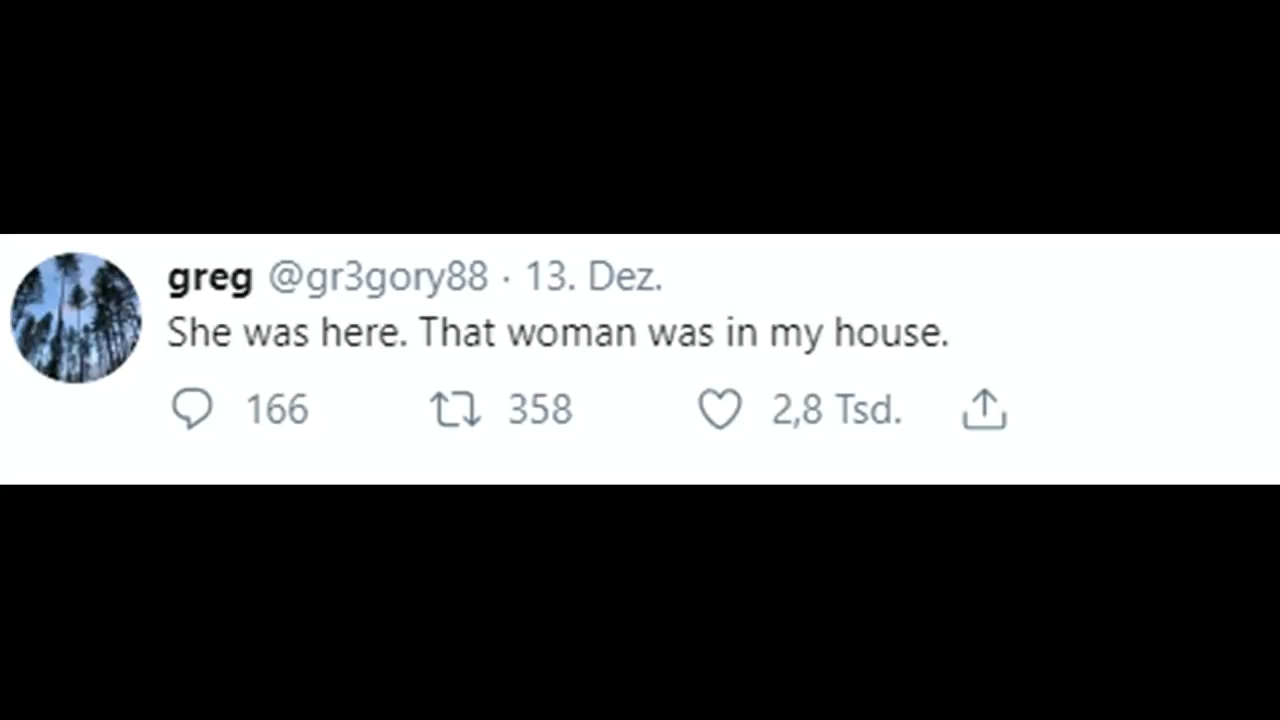 greg @gr3gory88 · 13. Dez.
She was here. That woman was in my house.
166 358 2,8 Tsd.